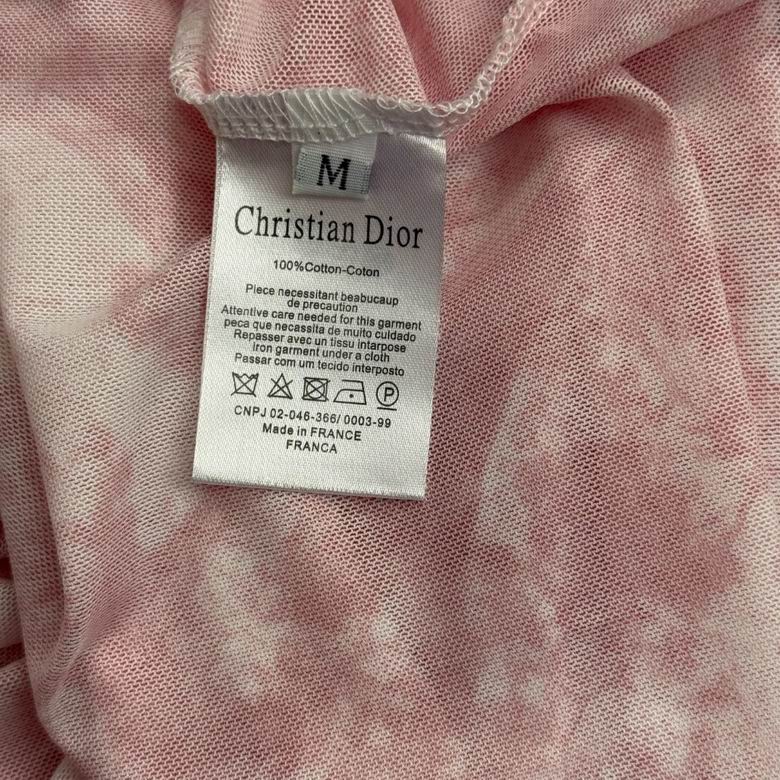 M
Christian Dior
100%Cotton-Coton
Piece necessitant beabucaup
de precaution
Attentive care needed for this garment
peca que necassita de muito cuidado
Repasser avec un tissu intarpose
Iron garment under a cloth
Passar com um tecido interposto
P
CNPJ 02-046-366/ 0003-99
Made in FRANCE
FRANCA